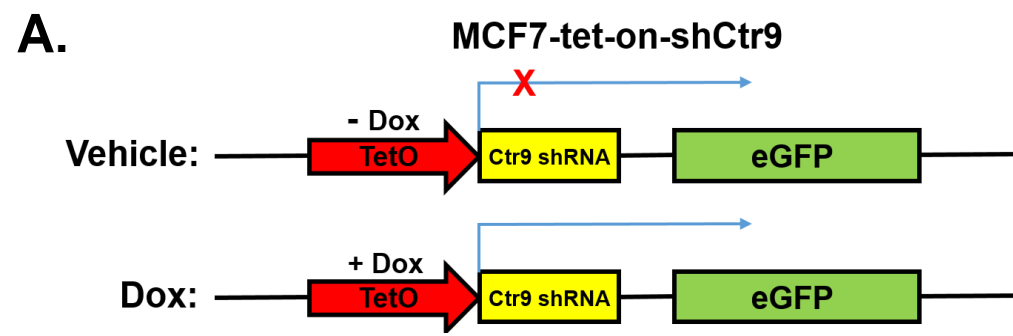 A.
MCF7-tet-on-shCtr9
X
- Dox
Vehicle:
TetO
Ctr9 shRNA
eGFP
+ Dox
Dox:
TetO
Ctr9 shRNA
eGFP